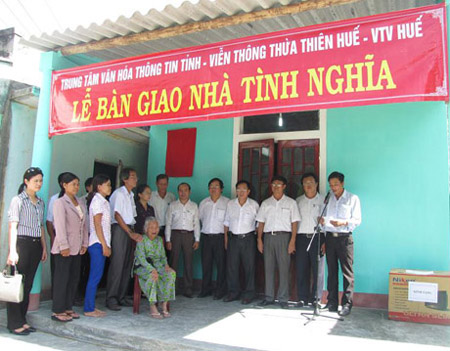 TRUNG TÂM VĂN HÓA THÔNG TIN TỈNH - VIỄN THÔNG THỪA THIÊN HUẾ - VTV HUẾ
LỄ BÀN GIAO NHÀ TÌNH NGHĨA